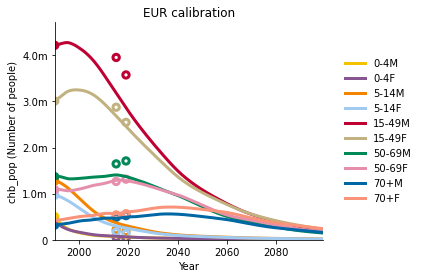 EUR calibration
chb_pop (Number of people)
4.0m
3.0m
2.0m
1.0m
0
2000
2020
2040
2060
2080
Year
0-4M
0-4F
5-14M
5-14F
15-49M
15-49F
50-69M
50-69F
70+M
70+F